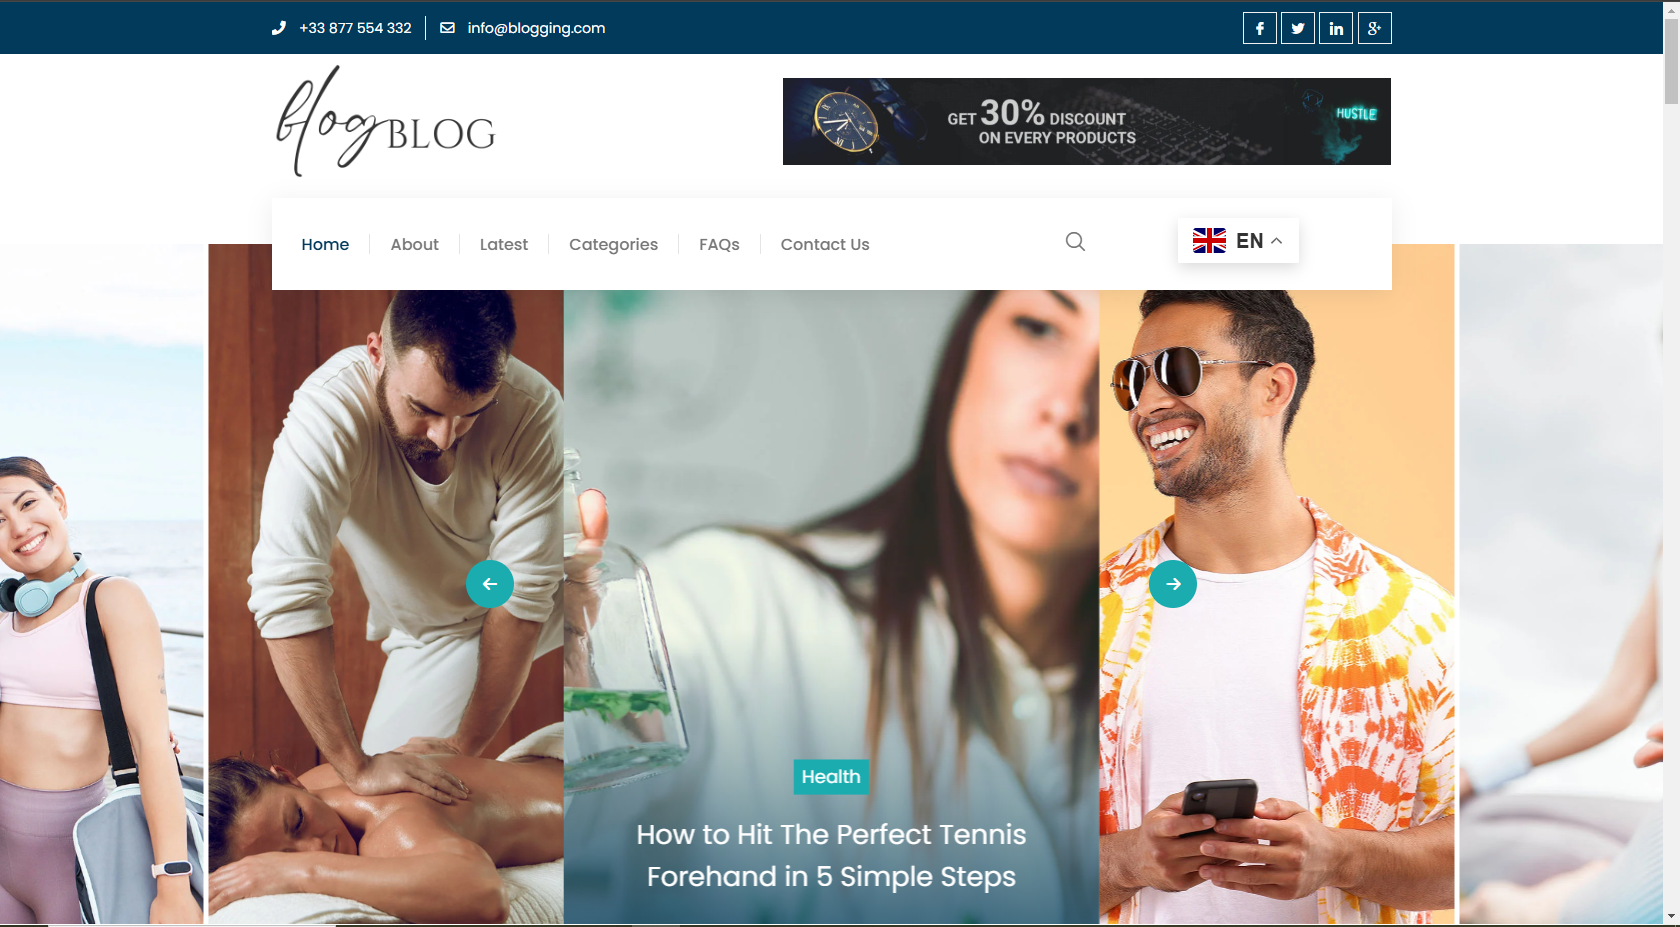 +33 877 554 332
info@blogging.com
blog BLOG
GET 30% DISCOUNT
ON EVERY PRODUCTS
HUSTLE
Home
About
Latest
Categories
FAQs
Contact Us
EN
Health
How to Hit The Perfect Tennis
Forehand in 5 Simple Steps